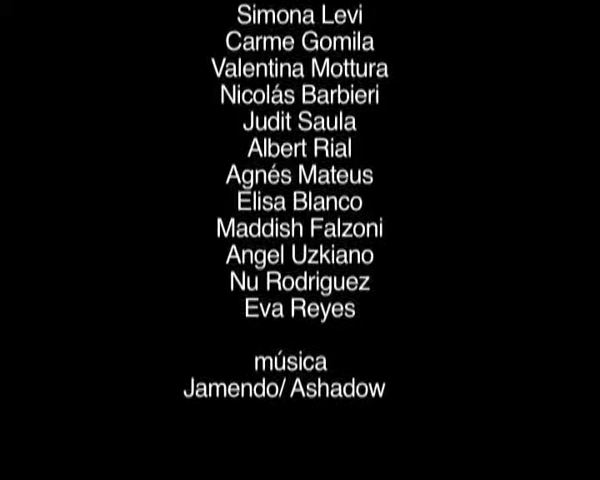 Simona Levi
Carme Gomila
Valentina Mottura
Nicolás Barbieri
Judit Saula
Albert Rial
Agnés Mateus
Elisa Blanco
Maddish Falzoni
Angel Uzkiano
Nu Rodriguez
Eva Reyes
música
Jamendo/ Ashadow